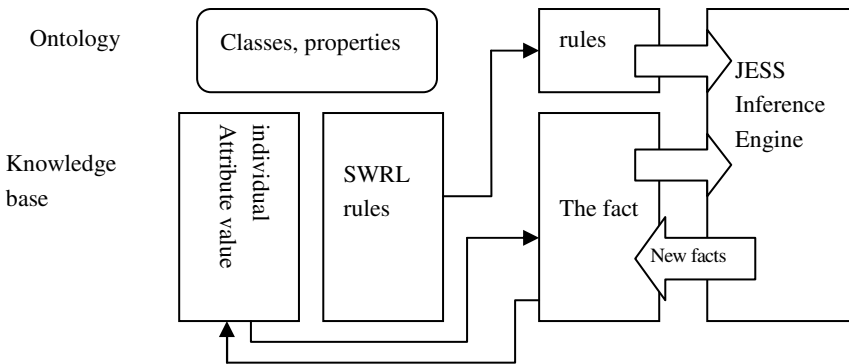 Ontology
Classes, properties
rules
JESS
Inference
Engine
Knowledge
base
individual
Attribute value
SWRL
rules
The fact
New facts